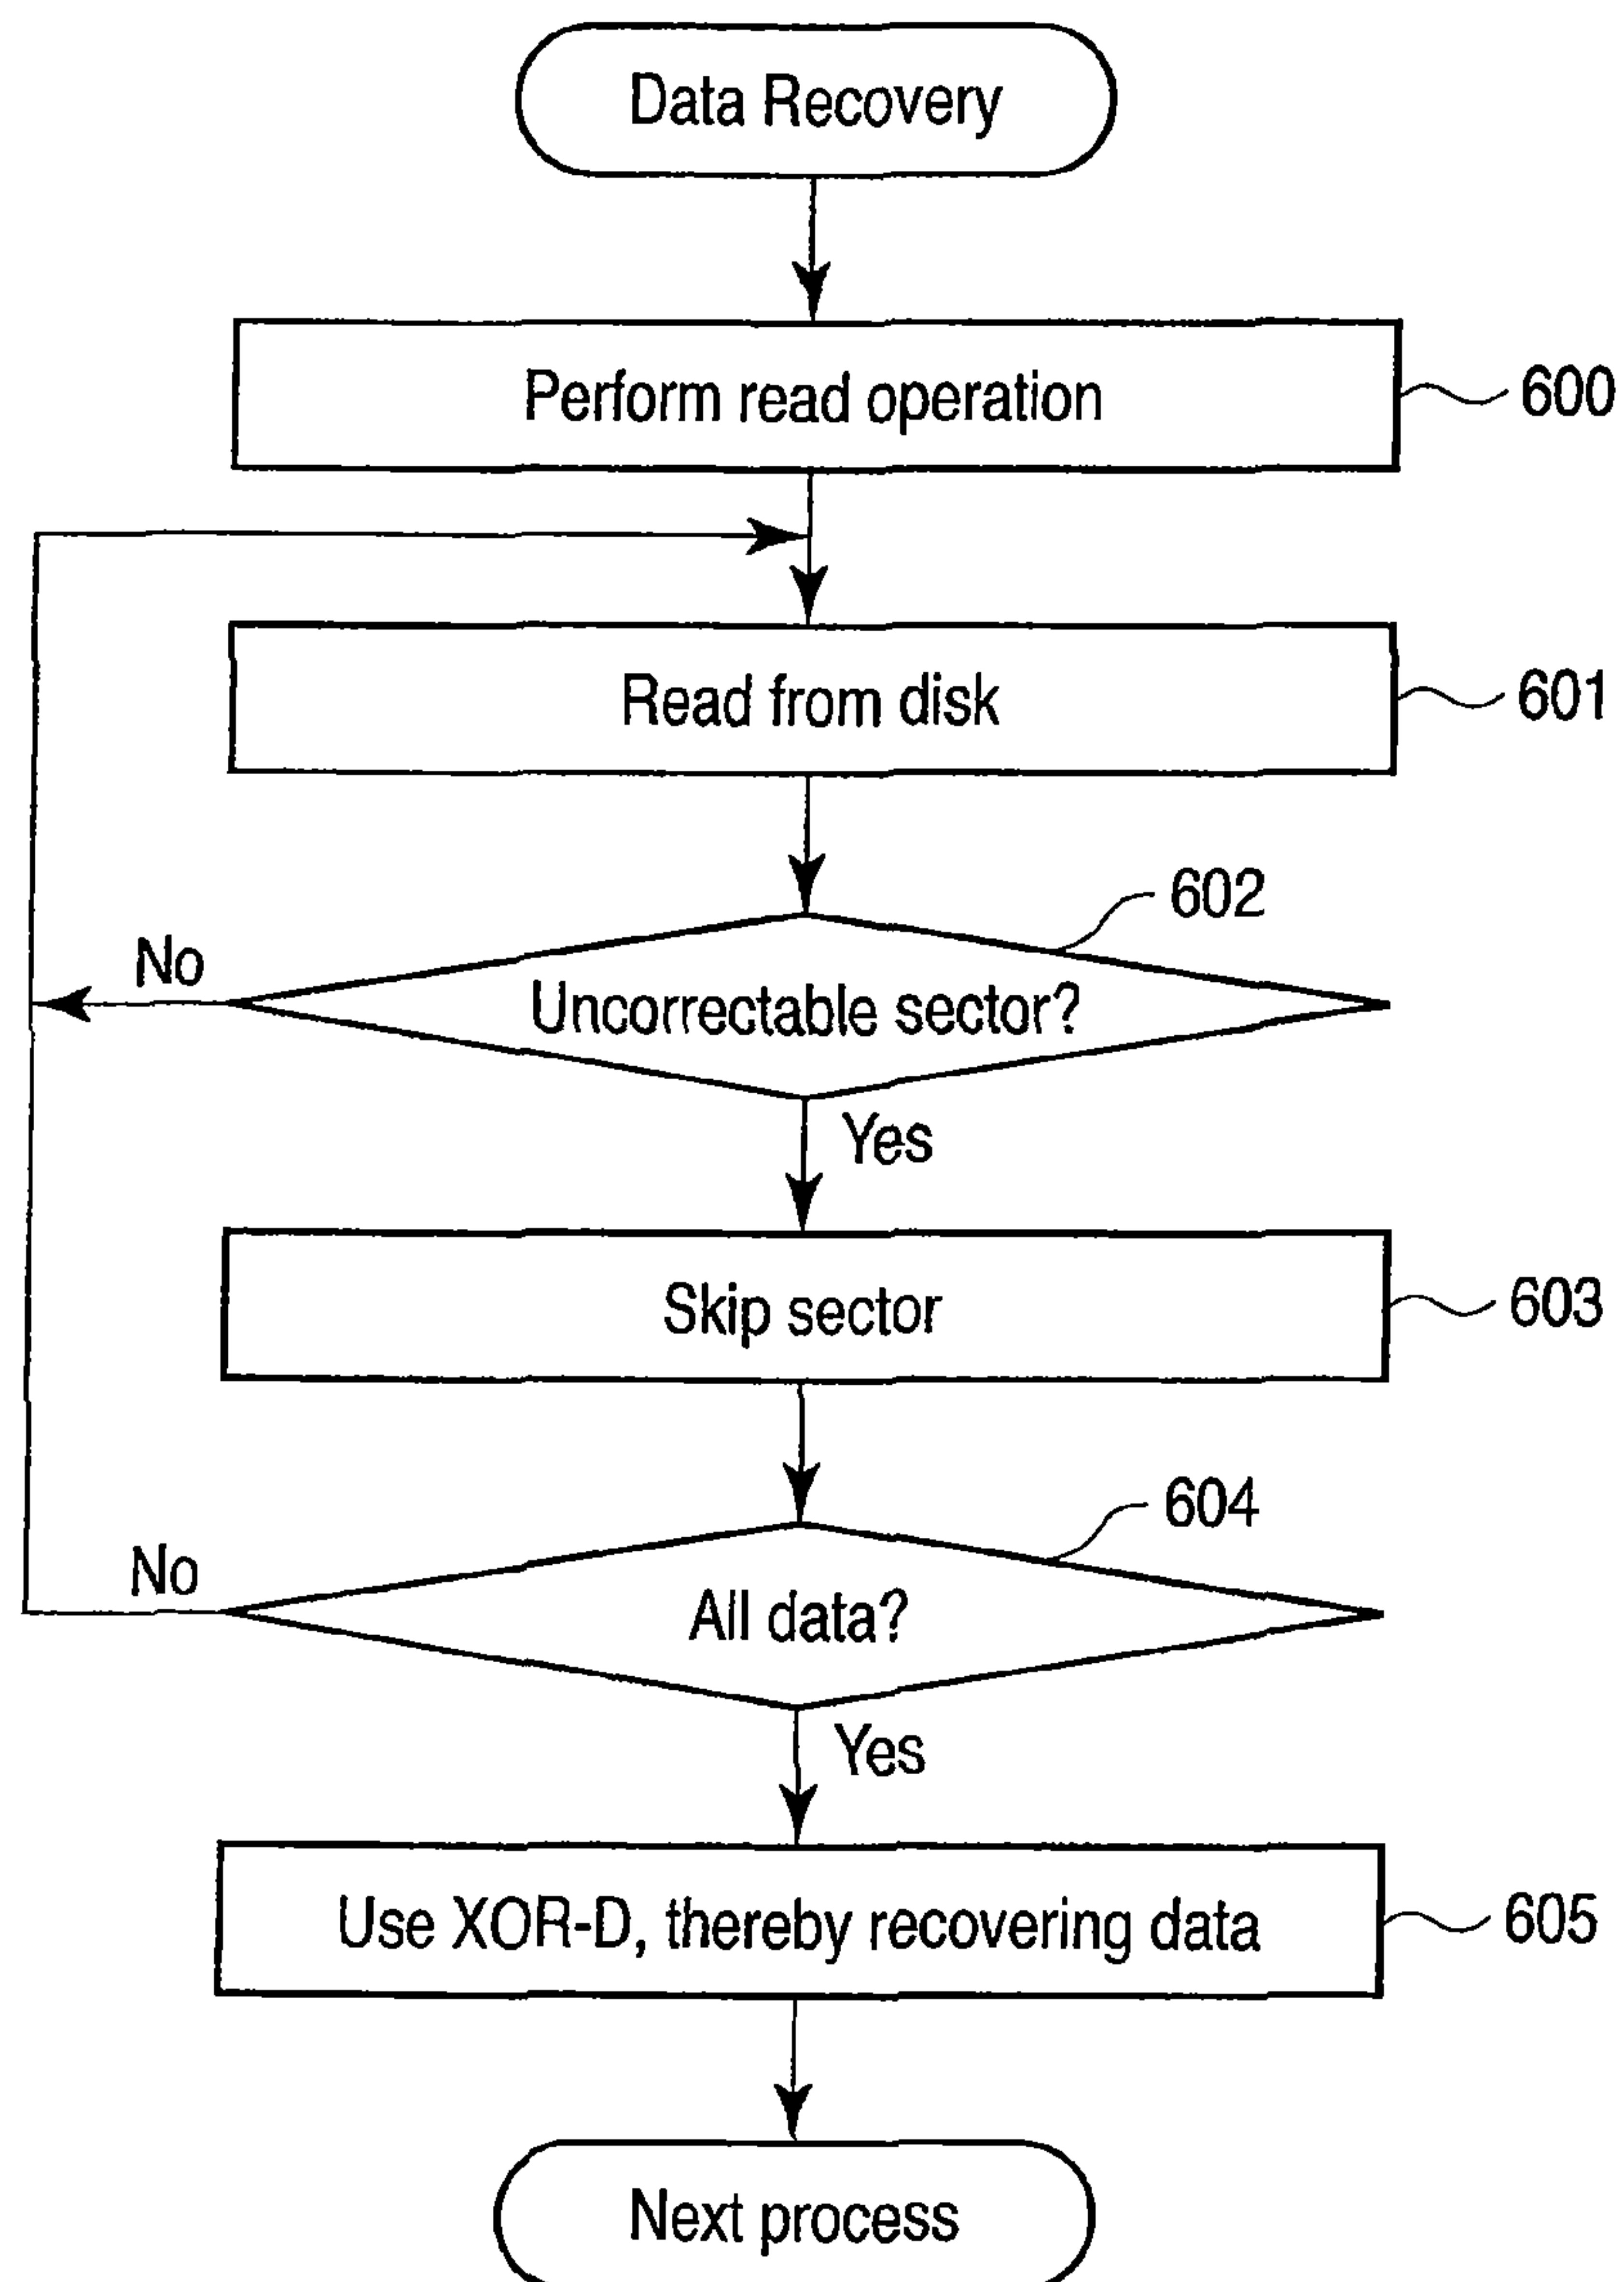 Data Recovery
Perform read operation
600
Read from disk
601
602
No
Uncorrectable sector?
Yes
Skip sector
603
604
No
All data?
Yes
Use XOR-D, thereby recovering data
605
Next process